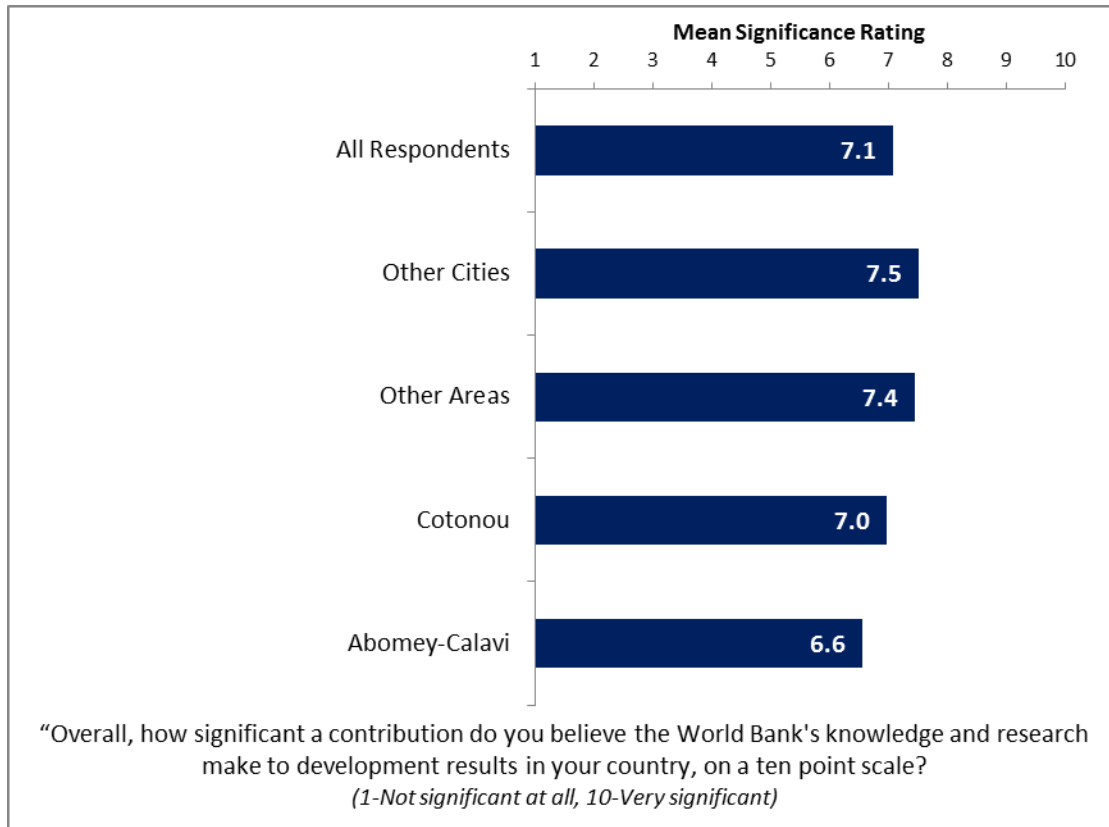 Mean Significance Rating
1 2 3 4 5 6 7 8 9 10
All Respondents 7.1
Other Cities 7.5
Other Areas 7.4
Cotonou 7.0
Abomey-Calavi 6.6
“Overall, how significant a contribution do you believe the World Bank's knowledge and research
make to development results in your country, on a ten point scale?
(1-Not significant at all, 10-Very significant)